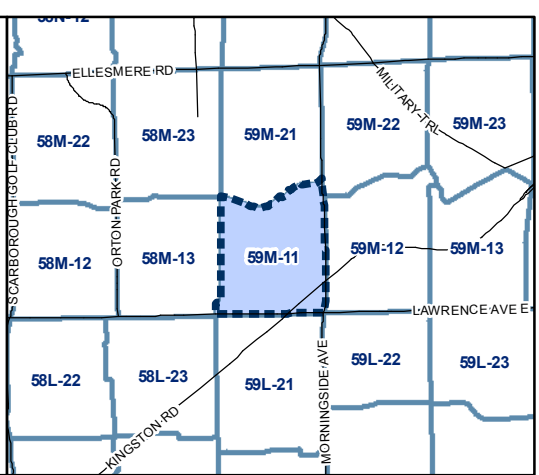 58N-12
ELLESMERE RD
MILITARY TRL
SCARBOROUGH GOLF CLUB RD
58M-22
58M-23
59M-21
59M-22
59M-23
ORTON PARK RD
58M-12
58M-13
59M-11
59M-12
59M-13
LAWRENCE AVE E
58L-22
58L-23
59L-21
59L-22
59L-23
MORNINGSIDE AVE
KINGSTON RD